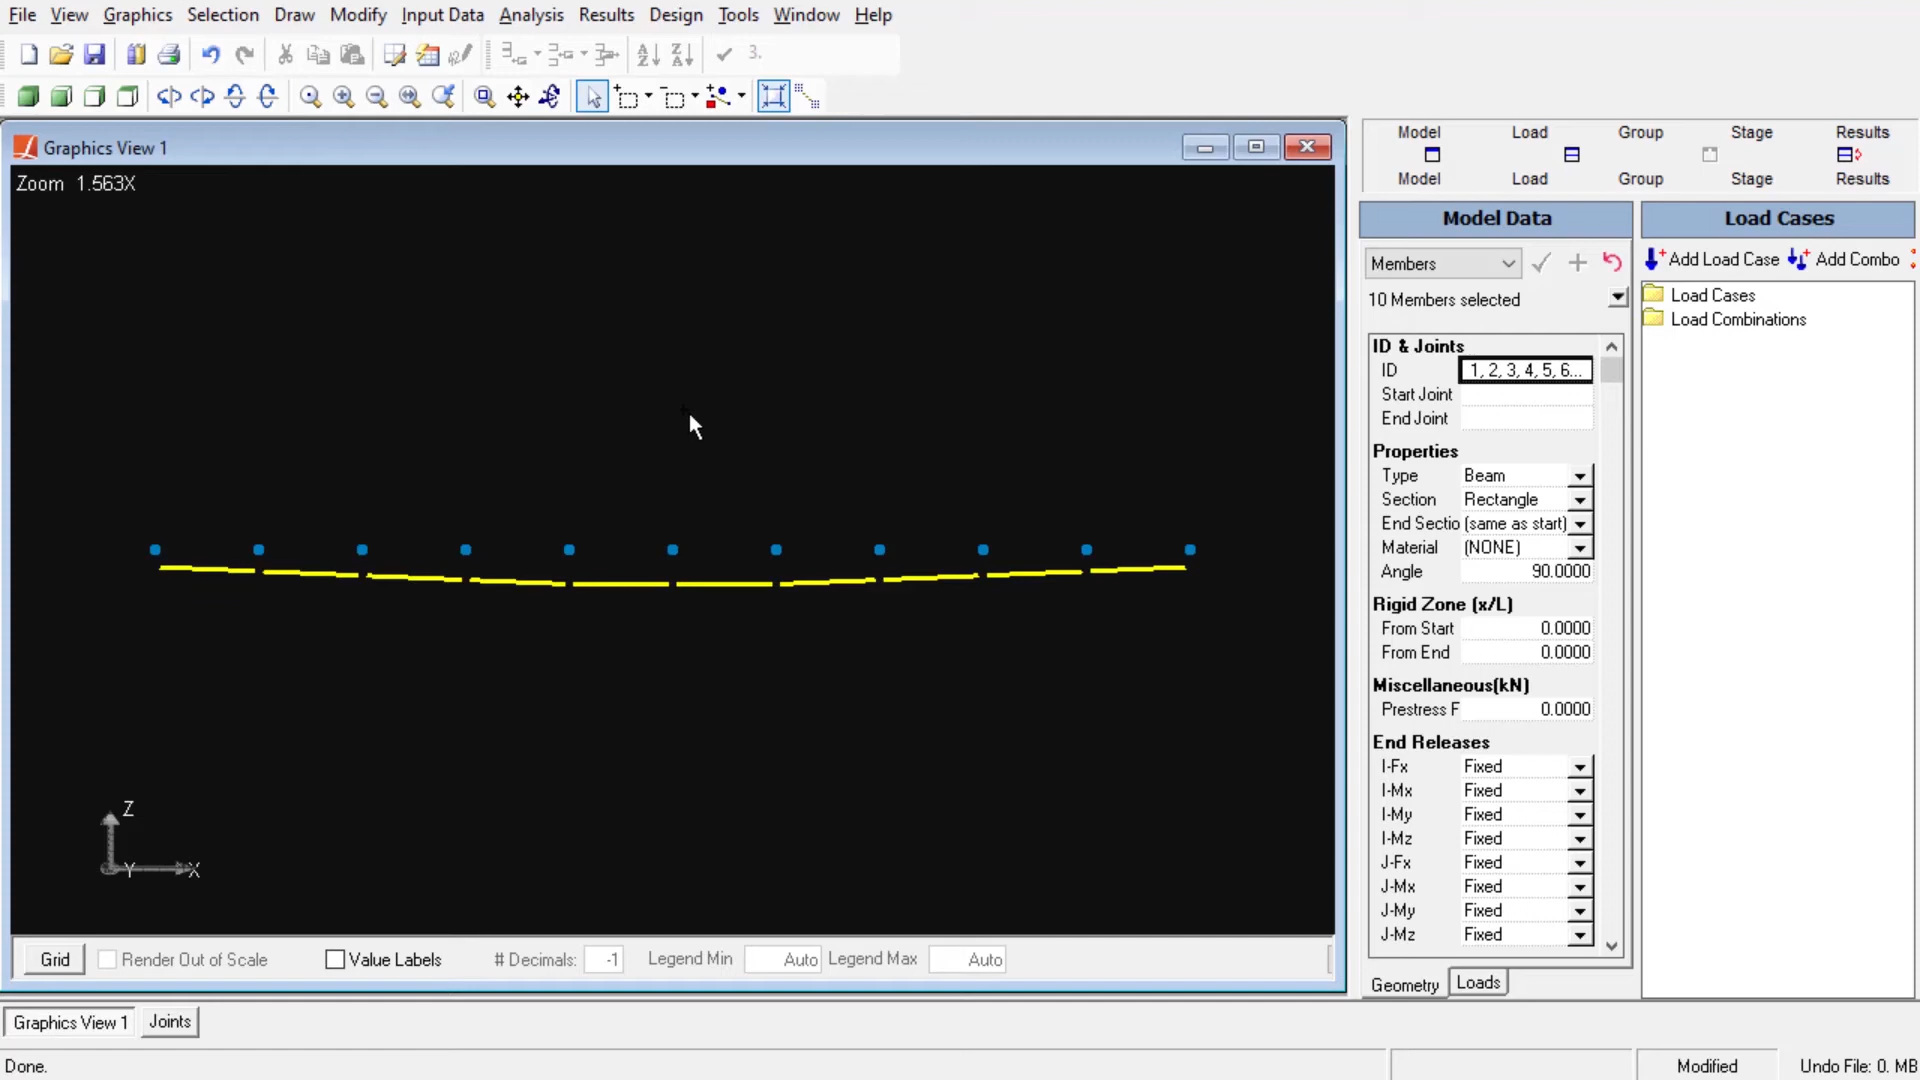 File View Graphics Selection Draw Modify Input Data Analysis Results Design Tools Window Help
3.
Graphics View 1
Zoom 1.563X
Z
Y X
Grid Render Out of Scale Value Labels # Decimals: -1 Legend Min Auto Legend Max Auto
Model Load Group Stage Results
Model Load Group Stage Results
Model Data
Members
10 Members selected
ID & Joints
ID 1, 2, 3, 4, 5, 6...
Start Joint
End Joint
Properties
Type Beam
Section Rectangle
End Sectio (same as start)
Material (NONE)
Angle 90.0000
Rigid Zone (x/L)
From Start 0.0000
From End 0.0000
Miscellaneous(kN)
Prestress F 0.0000
End Releases
I-Fx Fixed
I-Mx Fixed
I-My Fixed
I-Mz Fixed
J-Fx Fixed
J-Mx Fixed
J-My Fixed
J-Mz Fixed
Geometry Loads
Load Cases
Add Load Case Add Combo
Load Cases
Load Combinations
Graphics View 1 Joints
Done. Modified Undo File: 0. MB